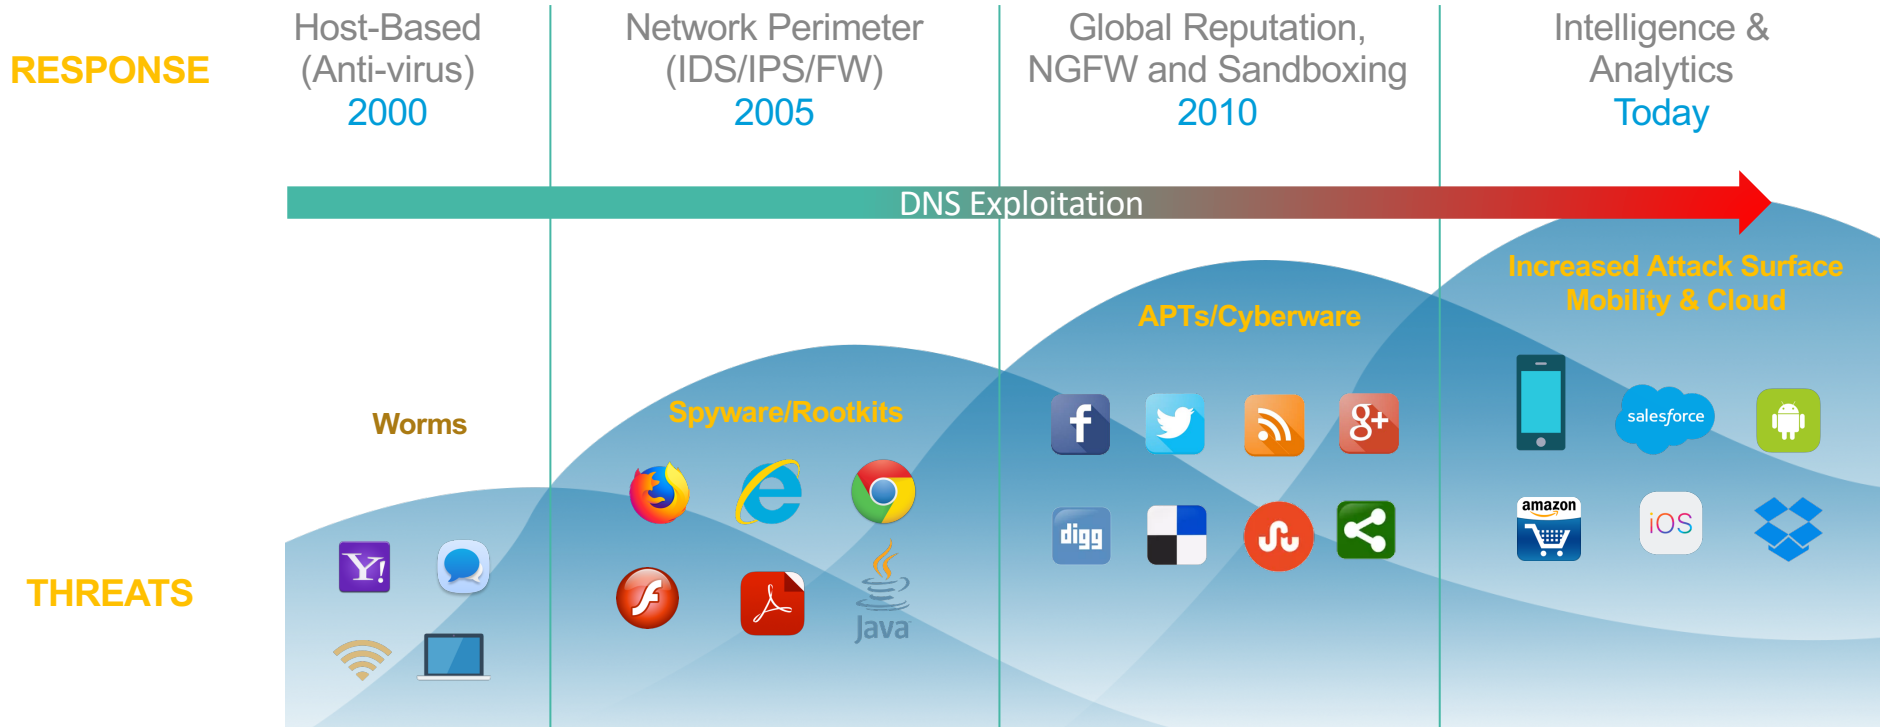 RESPONSE
Host-Based
(Anti-virus)
2000
Network Perimeter
(IDS/IPS/FW)
2005
Global Reputation,
NGFW and Sandboxing
2010
Intelligence &
Analytics
Today
DNS Exploitation
THREATS
Worms
Y!
Spyware/Rootkits
Java
APTs/Cyberware
f
g+
digg
Increased Attack Surface
Mobility & Cloud
salesforce
amazon
iOS